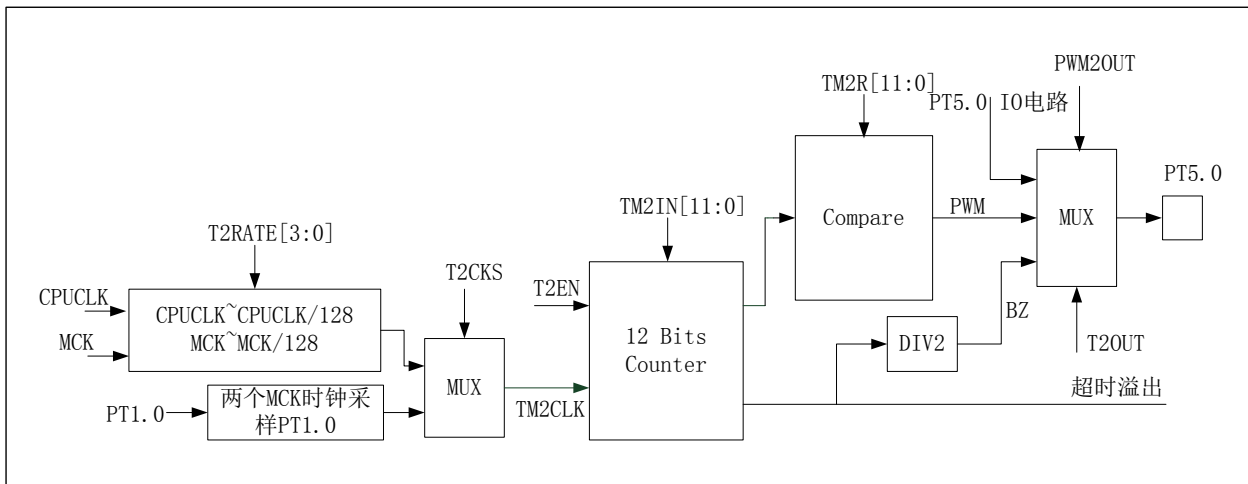 PWM2OUT
TM2R[11:0]
PT5.0 IO电路
PT5.0
TM2IN[11:0]
Compare
PWM
MUX
T2RATE[3:0]
T2CKS
CPUCLK
T2EN
BZ
CPUCLK~CPUCLK/128
MCK~MCK/128
MCK
12 Bits
Counter
DIV2
T2OUT
MUX
超时溢出
TM2CLK
PT1.0
两个MCK时钟采
样PT1.0